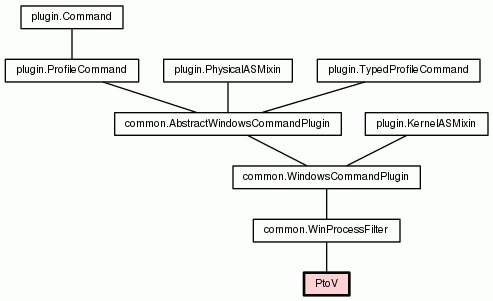 plugin.Command
plugin.ProfileCommand
plugin.PhysicalASMixin
plugin.TypedProfileCommand
common.AbstractWindowsCommandPlugin
plugin.KernelASMixin
common.WindowsCommandPlugin
common.WinProcessFilter
PtoV